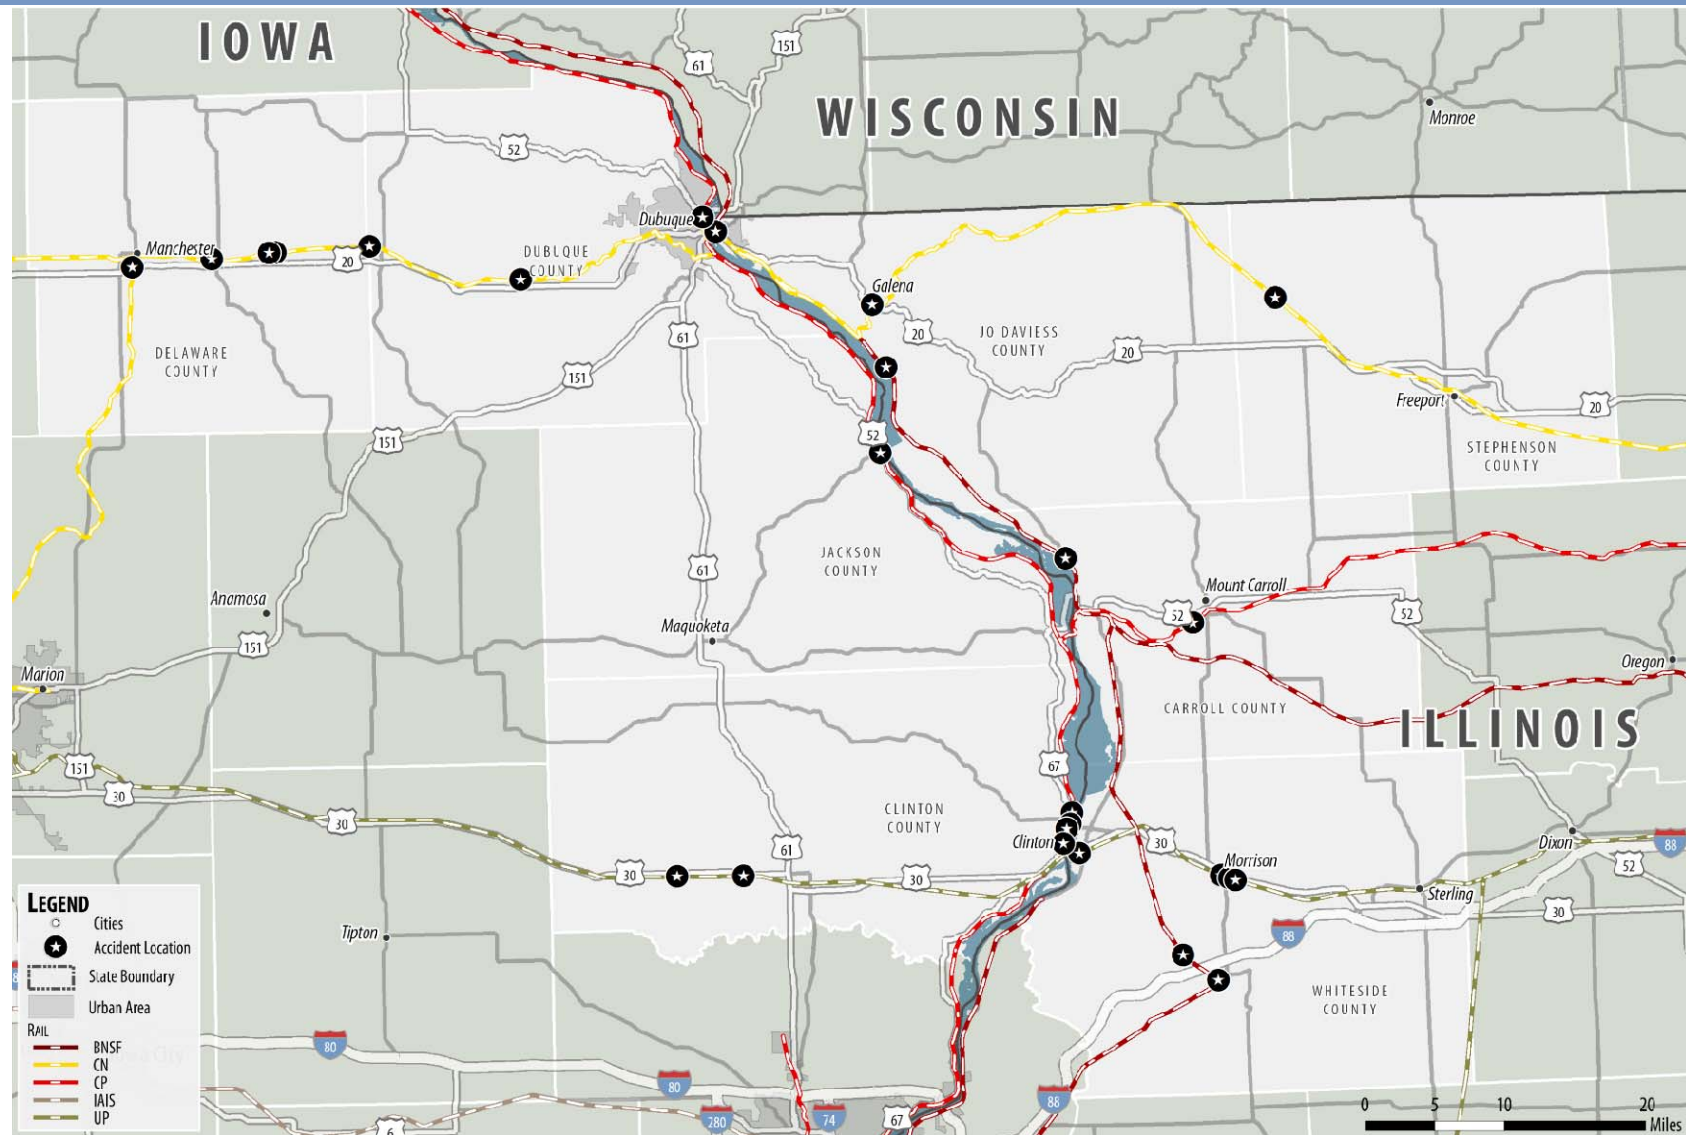 IOWA
151
61
WISCONSIN
Monroe
52
Dubuque
Manchester
20
DUBUQUE
COUNTY
Galena
61
20
JO DAVIESS
COUNTY
20
DELAWARE
COUNTY
151
Freeport
20
52
151
STEPHENSON
COUNTY
JACKSON
COUNTY
61
Mount Carroll
Anamosa
52
52
Maquoketa
151
Oregon
Marion
CARROLL COUNTY
ILLINOIS
67
151
30
CLINTON
COUNTY
30
Clinton
61
30
Dixon
88
52
Morrison
30
30
Sterling
30
LEGEND
Cities
Accident Location
State Boundary
Urban Area
RAIL
BNSF
CN
CP
IAIS
UP
Tipton
88
WHITESIDE
COUNTY
80
80
280
74
67
88
6
0 5 10 20
Miles